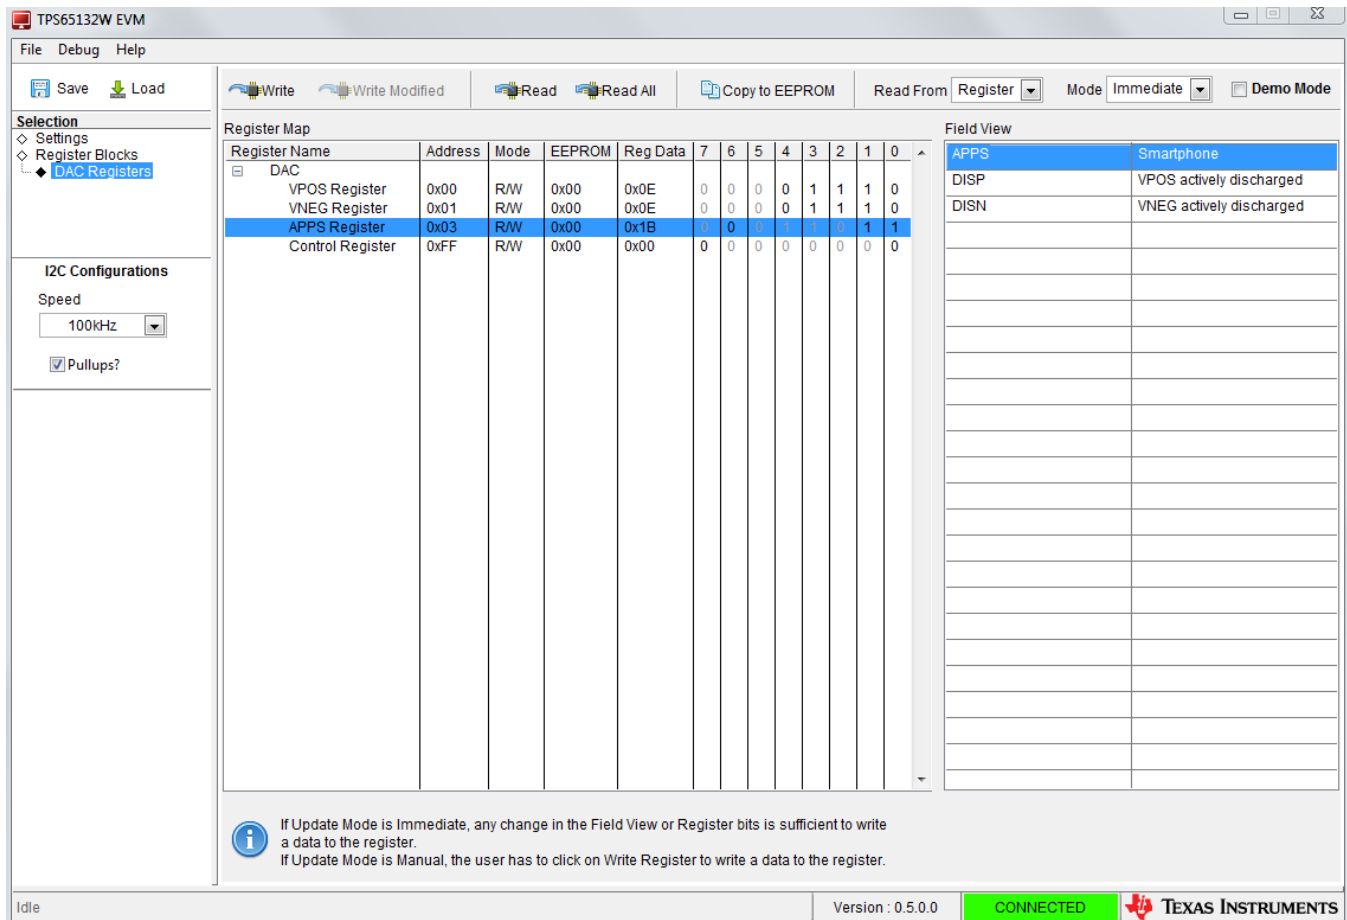 TPS65132W EVM
File Debug Help
Save Load
Write Write Modified Read Read All Copy to EEPROM Read From Register Mode Immediate Demo Mode
Selection
Settings
Register Blocks
DAC Registers
I2C Configurations
Speed
100kHz
Pullups?
Register Map
Register Name Address Mode EEPROM Reg Data 7 6 5 4 3 2 1 0
DAC
VPOS Register 0x00 R/W 0x00 0x0E 0 0 0 0 1 1 1 0
VNEG Register 0x01 R/W 0x00 0x0E 0 0 0 0 1 1 1 0
APPS Register 0x03 R/W 0x00 0x1B 0 0 0 1 1 0 1 1
Control Register 0xFF R/W 0x00 0x00 0 0 0 0 0 0 0 0
Field View
APPS Smartphone
DISP VPOS actively discharged
DISN VNEG actively discharged
If Update Mode is Immediate, any change in the Field View or Register bits is sufficient to write
a data to the register.
If Update Mode is Manual, the user has to click on Write Register to write a data to the register.
Idle Version : 0.5.0.0 CONNECTED TEXAS INSTRUMENTS